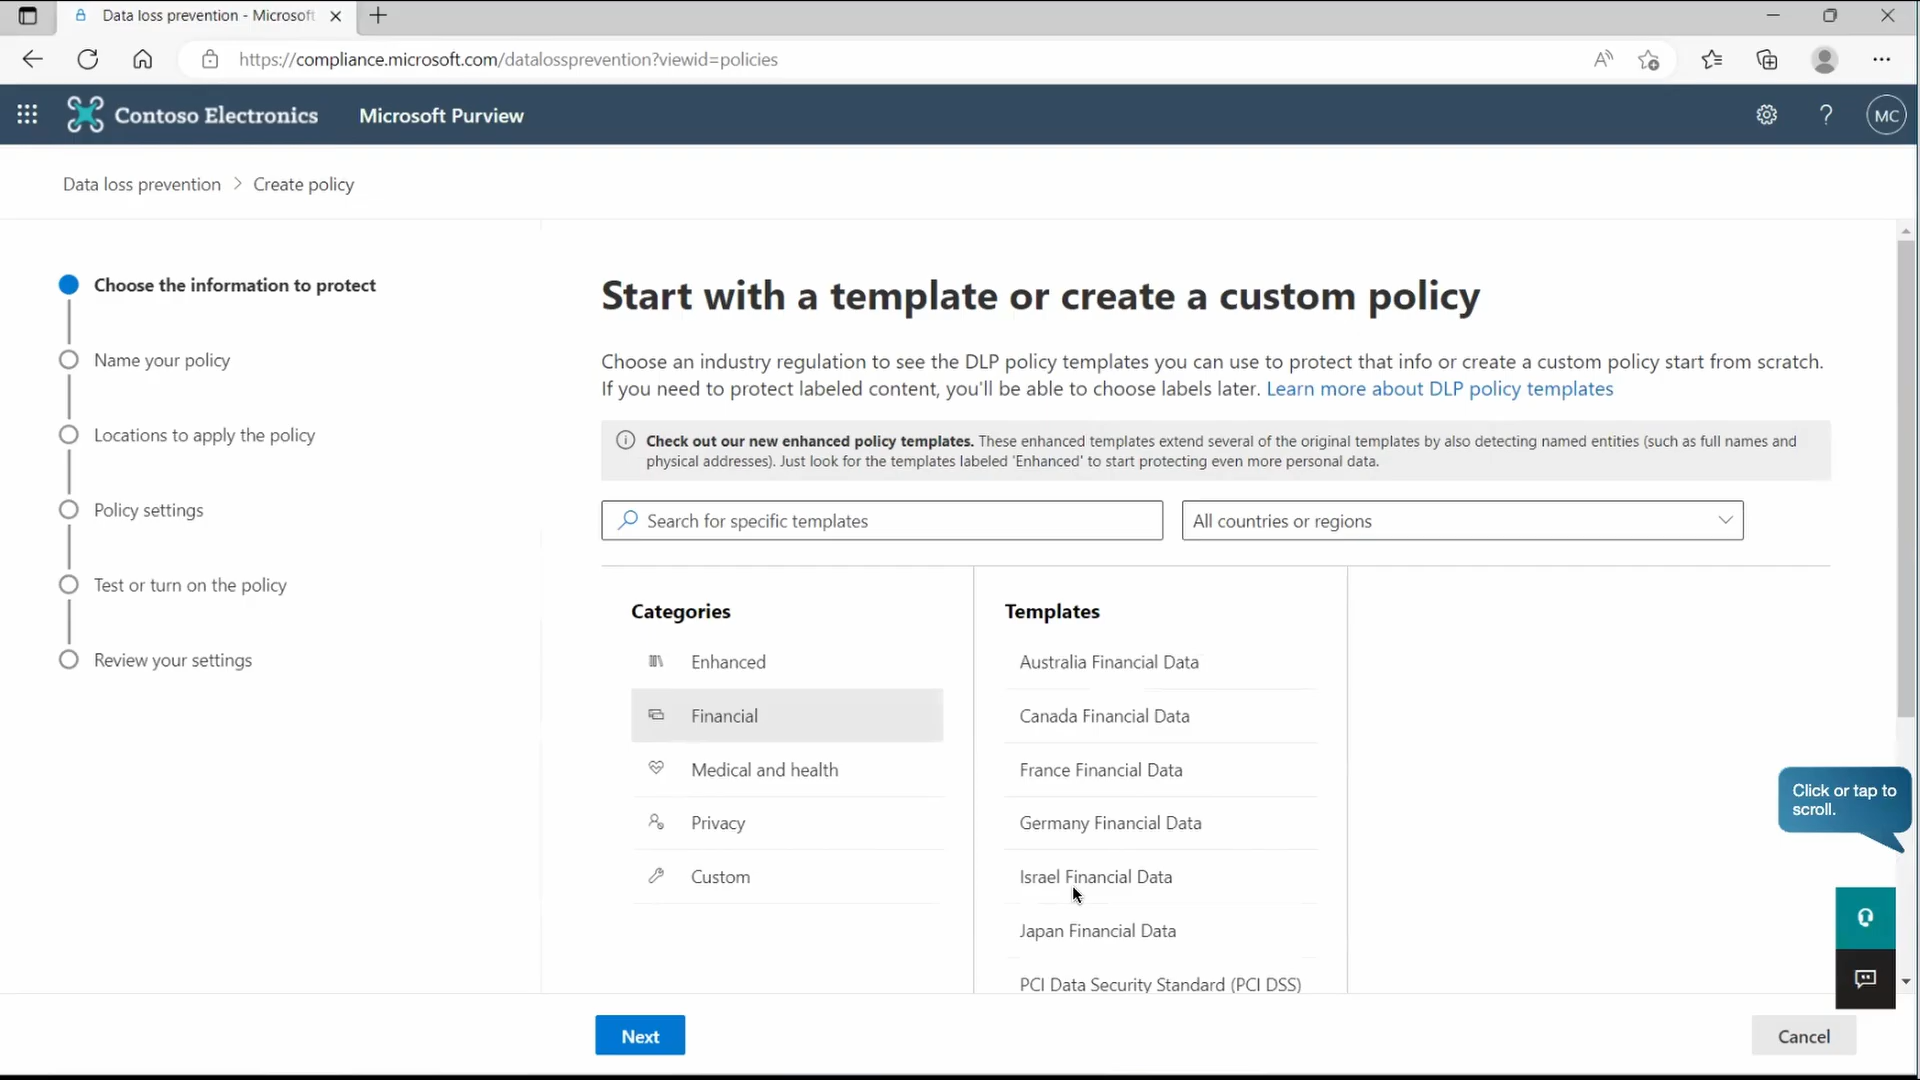 Data loss prevention - Microsoft
https://compliance.microsoft.com/datalossprevention?viewid=policies
Contoso Electronics
Microsoft Purview
MC
Data loss prevention > Create policy
Choose the information to protect
Name your policy
Locations to apply the policy
Policy settings
Test or turn on the policy
Review your settings
Start with a template or create a custom policy
Choose an industry regulation to see the DLP policy templates you can use to protect that info or create a custom policy start from scratch.
If you need to protect labeled content, you'll be able to choose labels later. Learn more about DLP policy templates
Check out our new enhanced policy templates. These enhanced templates extend several of the original templates by also detecting named entities (such as full names and
physical addresses). Just look for the templates labeled 'Enhanced' to start protecting even more personal data.
Search for specific templates
All countries or regions
Categories
Enhanced
Financial
Medical and health
Privacy
Custom
Templates
Australia Financial Data
Canada Financial Data
France Financial Data
Germany Financial Data
Israel Financial Data
Japan Financial Data
PCI Data Security Standard (PCI DSS)
Click or tap to
scroll.
Next
Cancel